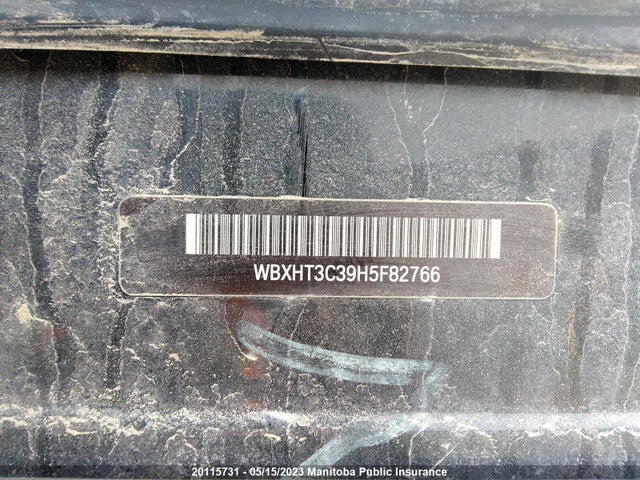 WBXHT3C39H5F82766
20115731 - 05/15/2023 Manitoba Public Insurance